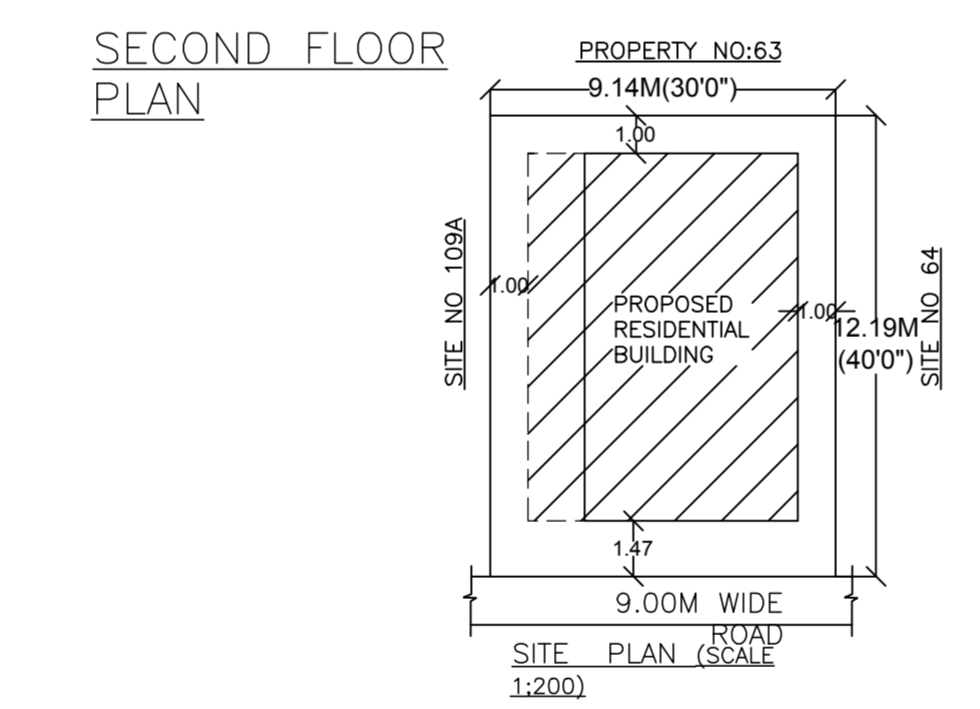 SECOND FLOOR
PLAN
PROPERTY NO:63
9.14M(30'0")
1.00
SITE NO 109A
1.00
PROPOSED
RESIDENTIAL
BUILDING
1.00
12.19M
(40'0")
SITE NO 64
1.47
9.00M WIDE
ROAD
SITE PLAN (SCALE
1;200)